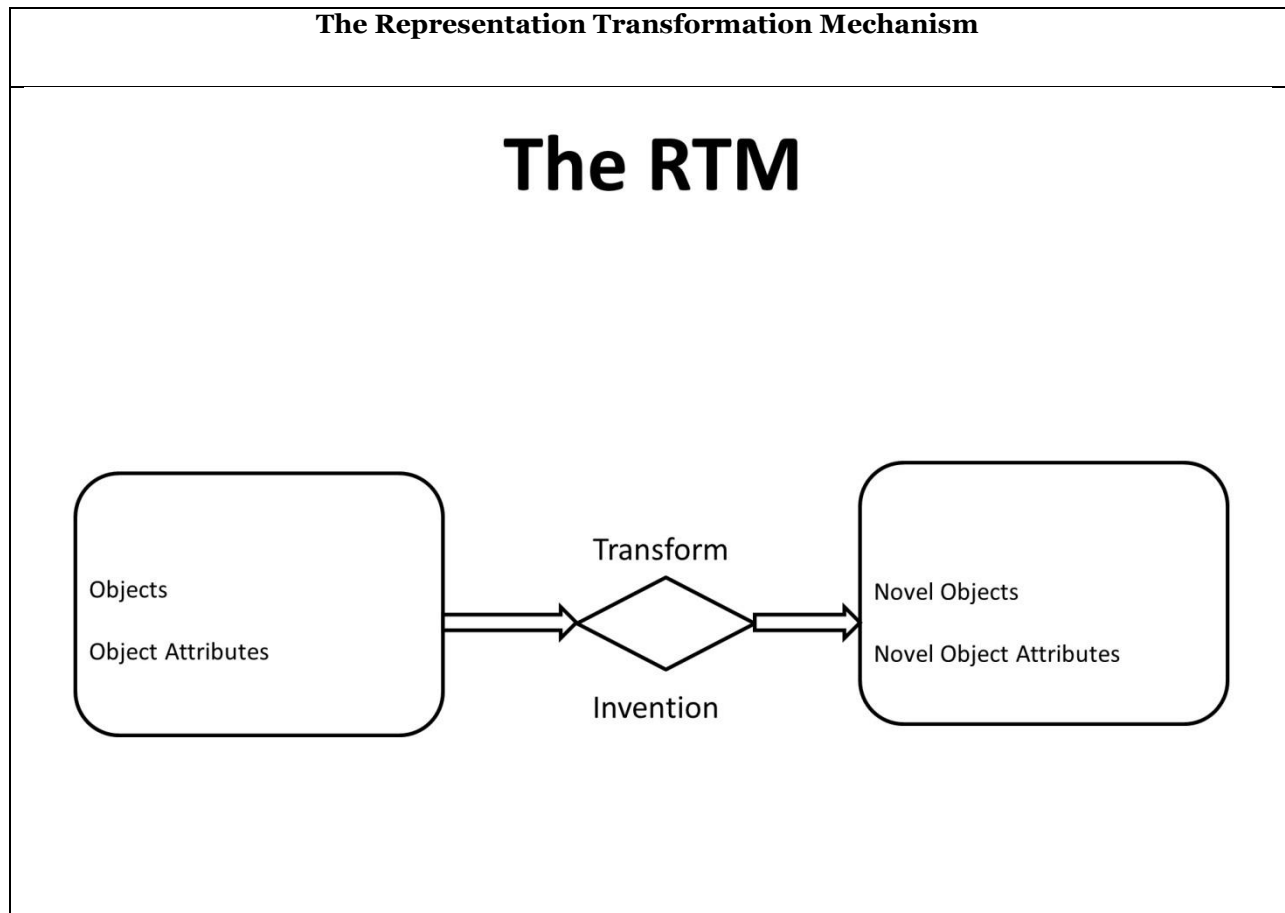 The Representation Transformation Mechanism
The RTM
Objects
Object Attributes
Transform
Invention
Novel Objects
Novel Object Attributes